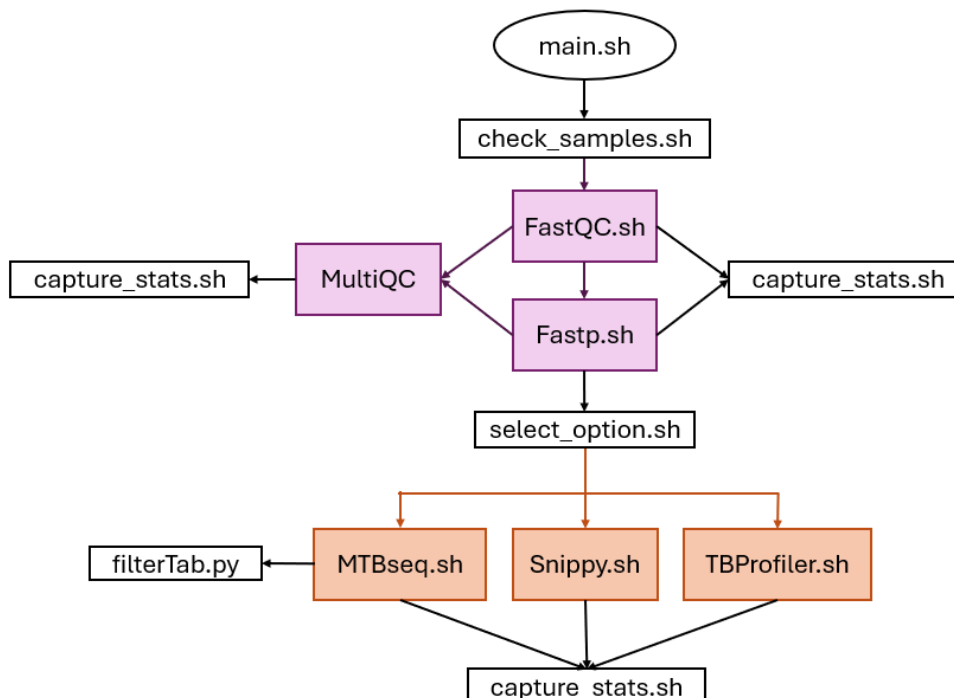 main.sh
check_samples.sh
FastQC.sh
capture_stats.sh
MultiQC
capture_stats.sh
Fastp.sh
select_option.sh
filterTab.py
MTBseq.sh
Snippy.sh
TBProfiler.sh
capture_stats.sh